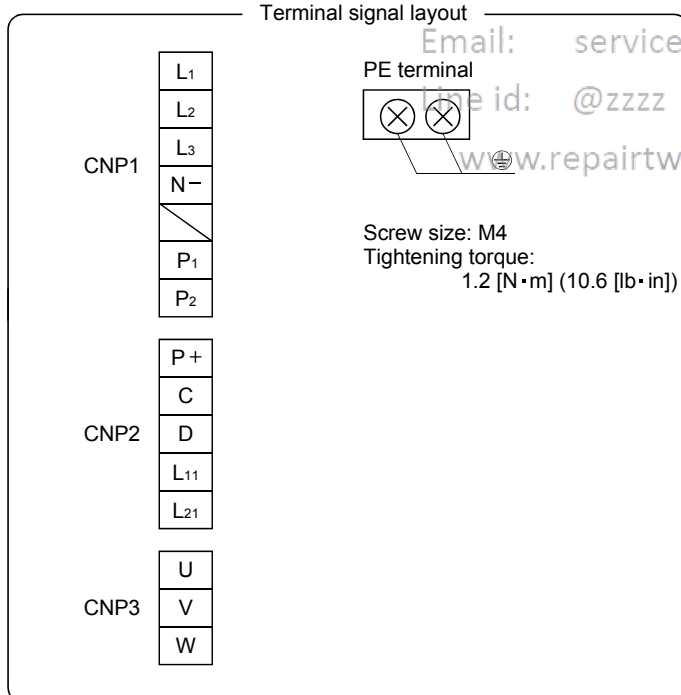 Terminal signal layout
Email: service
PE terminal
Line id: @zzzz
www.repairtw
CNP1
L1
L2
L3
N−
P1
P2
Screw size: M4
Tightening torque:
1.2 [N·m] (10.6 [lb·in])
CNP2
P+
C
D
L11
L21
CNP3
U
V
W